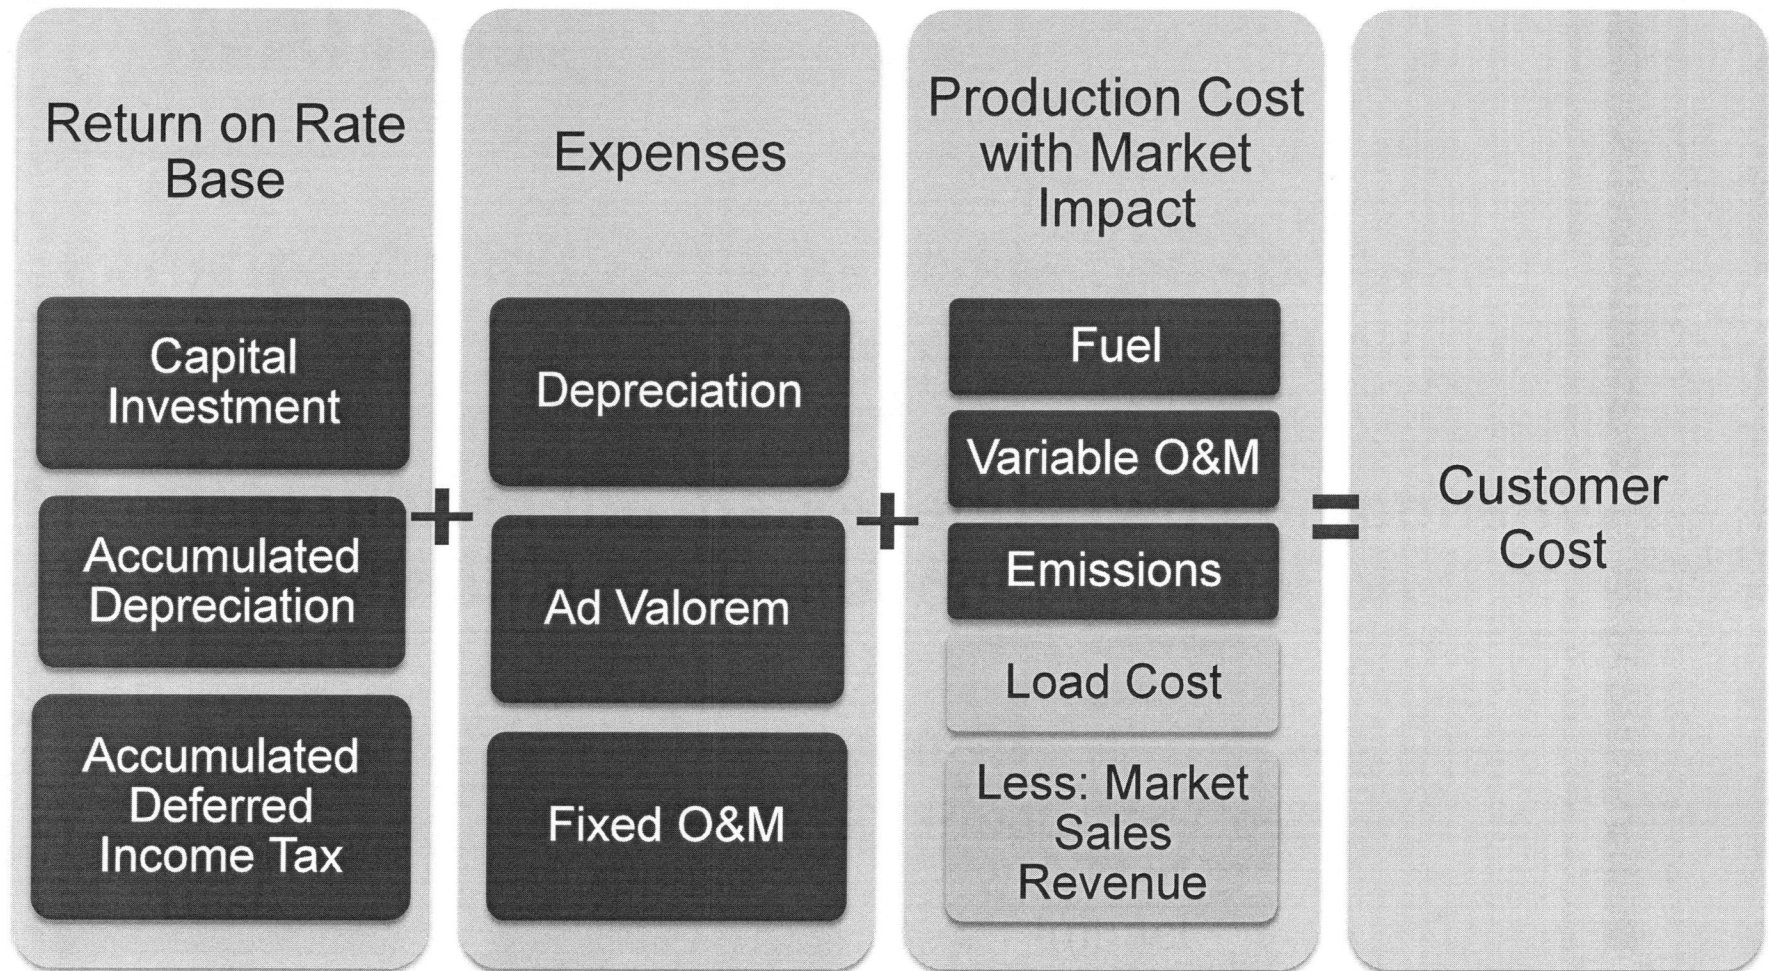 Return on Rate
Base
Capital
Investment
Accumulated
Depreciation
Accumulated
Deferred
Income Tax
+
Expenses
Depreciation
Ad Valorem
Fixed O&M
+
Production Cost
with Market
Impact
Fuel
Variable O&M
Emissions
Load Cost
Less: Market
Sales
Revenue
=
Customer
Cost